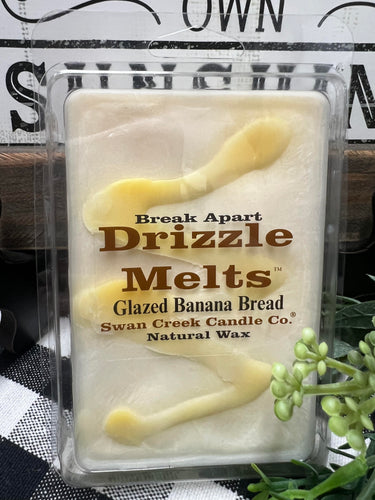 OWN
Break Apart
Drizzle
Melts™
Glazed Banana Bread
Swan Creek Candle Co.®
Natural Wax